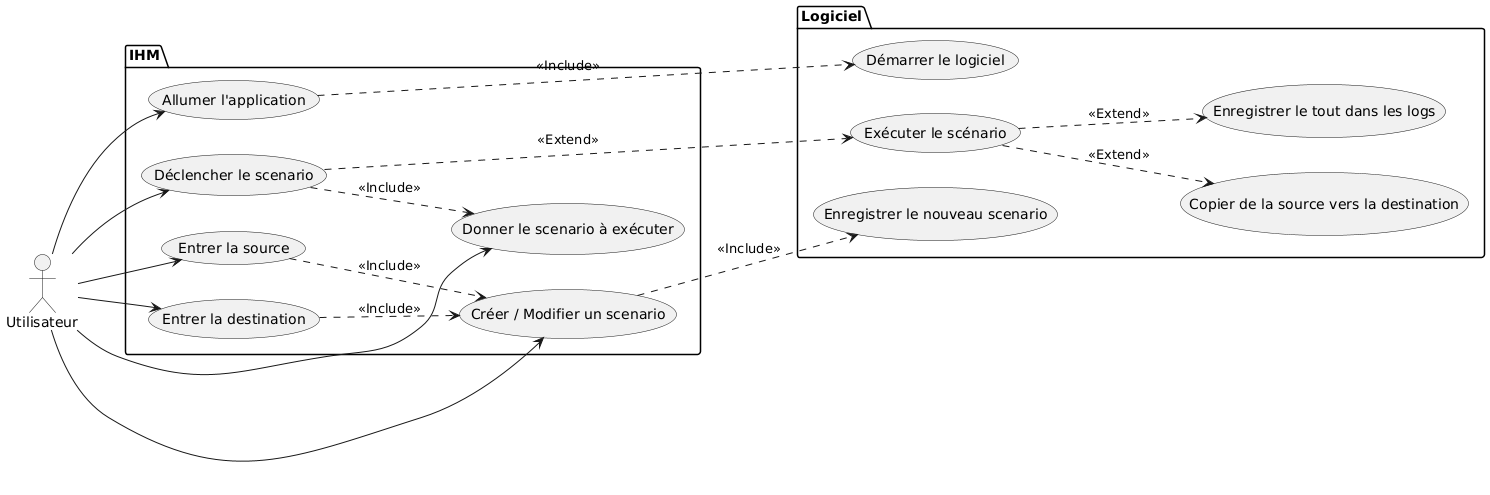 Logiciel
IHM
«Include»
Démarrer le logiciel
Allumer l'application
Enregistrer le tout dans les logs
«Extend»
Exécuter le scénario
«Extend»
«Extend»
Déclencher le scenario
«Include»
Copier de la source vers la destination
Enregistrer le nouveau scenario
Donner le scenario à exécuter
Entrer la source
«Include»
«Include»
Entrer la destination
«Include»
Créer / Modifier un scenario
Utilisateur